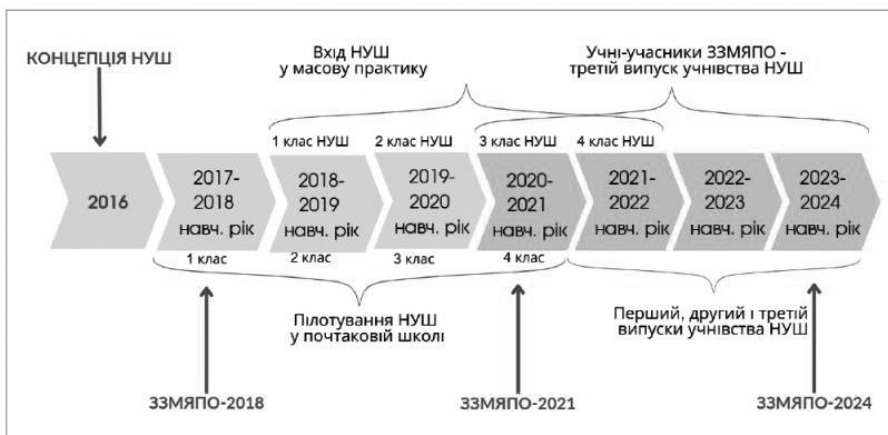 КОНЦЕПЦІЯ НУШ
Вхід НУШ
у масову практику
Учні-учасники ЗЗМЯПО -
третій випуск учнівства НУШ
1 клас НУШ
2 клас НУШ
3 клас НУШ
4 клас НУШ
2016
2017-
2018
навч. рік
2018-
2019
навч. рік
2019-
2020
навч. рік
2020-
2021
навч. рік
2021-
2022
навч. рік
2022-
2023
навч. рік
2023-
2024
навч. рік
1 клас
2 клас
3 клас
4 клас
Пілотування НУШ
у почтаковій школі
Перший, другий і третій
випуски учнівства НУШ
ЗЗМЯПО-2018
ЗЗМЯПО-2021
ЗЗМЯПО-2024